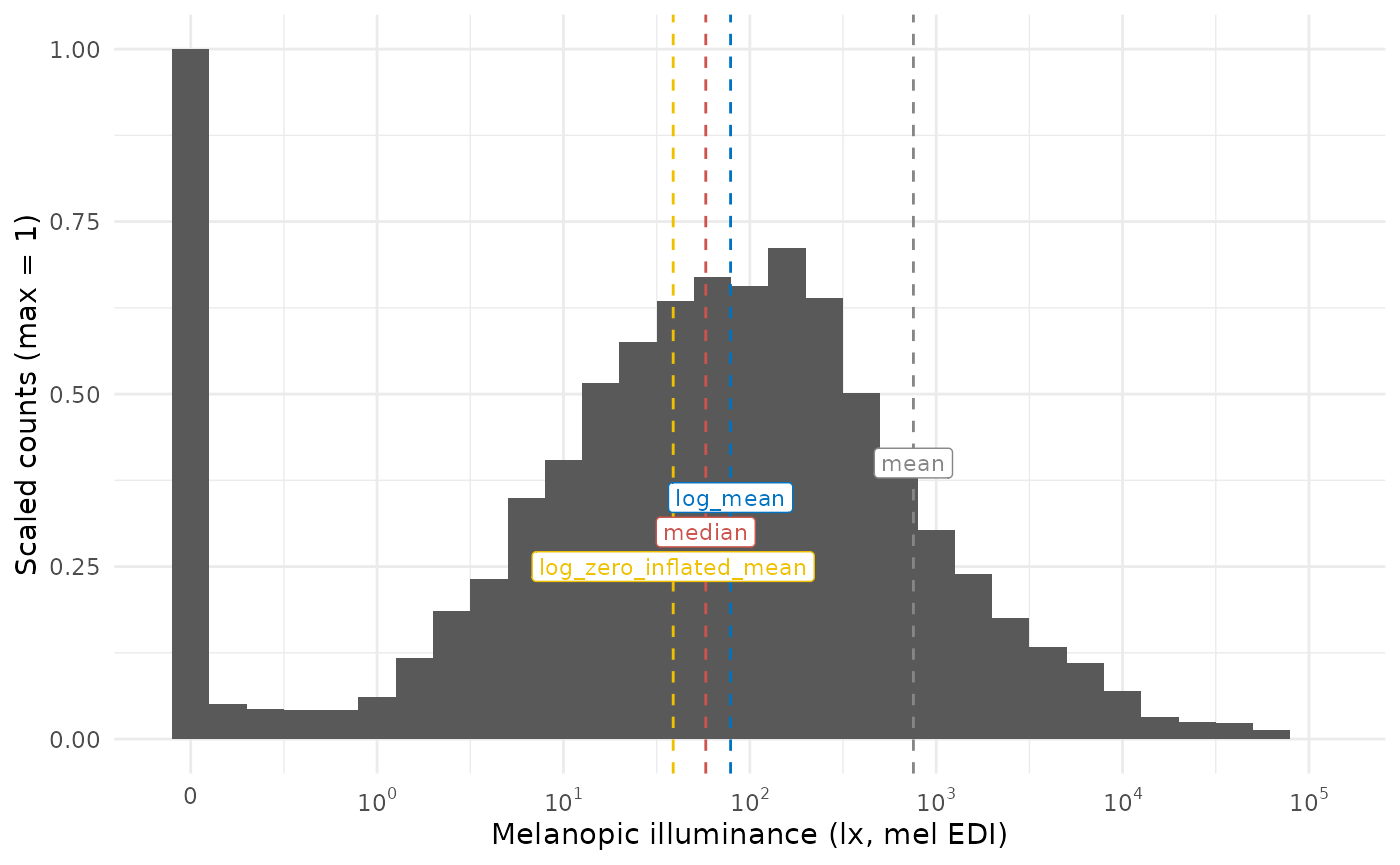 1.00
0.75
0.50
0.25
0.00
Scaled counts (max = 1)
mean
log_mean
median
log_zero_inflated_mean
0
10⁰
10¹
10²
10³
10⁴
10⁵
Melanopic illuminance (lx, mel EDI)